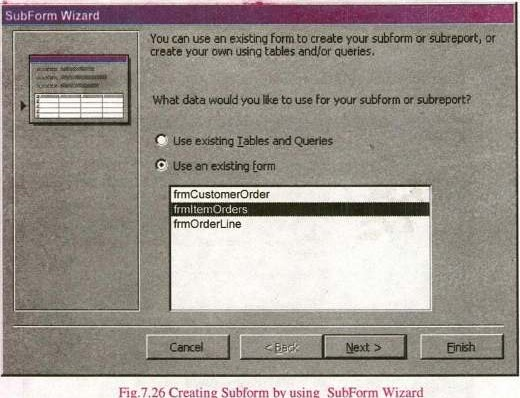 SubForm Wizard
You can use an existing form to create your subform or subreport, or
create your own using tables and/or queries.
What data would you like to use for your subform or subreport?
Use existing Tables and Queries
Use an existing form
frmCustomerOrder
frmItemOrders
frmOrderLine
Cancel
< Back
Next >
Finish
Fig.7.26 Creating Subform by using SubForm Wizard